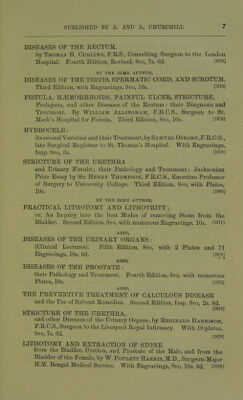 PUBLISHED BY J. AND A. CHURCHILL 7
DISEASES OF THE RECTUM,
by THOMAS B. CURLING, F.R.S., Consulting Surgeon to the London
Hospital. Fourth Edition, Revised, 8vo, 7s. 6d. [1876]
BY THE SAME AUTHOR,
DISEASES OF THE TESTIS, SPERMATIC CORD, AND SCROTUM.
Third Edition, with Engravings, 8vo, 16s. [1878]
FISTULA, HÆMORRHOIDS, PAINFUL ULCER, STRICTURE,
Prolapsus, and other Diseases of the Rectum: their Diagnosis and
Treatment. By WILLIAM ALLINGHAM, F.R.C.S., Surgeon to St.
Mark's Hospital for Fistula. Third Edition, 8vo, 10s. [1879]
HYDROCELE:
its several Varieties and their Treatment, by SAMUEL OSBORN, F.R.C.S.,
late Surgical Registrar to St. Thomas's Hospital. With Engravings,
fcap. 8vo, 3s. [1878]
STRICTURE OF THE URETHRA
and Urinary Fistulæ; their Pathology and Treatment: Jacksonian
Prize Essay by Sir HENRY THOMPSON, F.R.C.S., Emeritus Professor
of Surgery to University College. Third Edition, 8vo, with Plates,
10s. [1869]
BY THE SAME AUTHOR,
PRACTICAL LITHOTOMY AND LITHOTRITY;
or, An Inquiry into the best Modes of removing Stone from the
Bladder. Second Edition, 8vo, with numerous Engravings, 10s. [1871]
ALSO,
DISEASES OF THE URINARY ORGANS:
(Clinical Lectures). Fifth Edition, 8vo, with 2 Plates and 71
Engravings, 10s. 6d. [1879]
ALSO,
DISEASES OF THE PROSTATE:
their Pathology and Treatment. Fourth Edition, 8vo, with numerous
Plates, 10s. [1873]
ALSO,
THE PREVENTIVE TREATMENT OF CALCULOUS DISEASE
and the Use of Solvent Remedies. Second Edition, fcap. 8vo, 2s. 6d.
[1876]
STRICTURE OF THE URETHRA,
and other Diseases of the Urinary Organs, by REGINALD HARRISON,
F.R.C.S., Surgeon to the Liverpool Royal Infirmary. With 10 plates.
8vo, 7s. 6d. [1878]
LITHOTOMY AND EXTRACTION OF STONE
from the Bladder, Urethra, and Prostate of the Male, and from the
Bladder of the Female, by W. POULETT HARRIS, M.D., Surgeon-Major
H.M. Bengal Medical Service. With Engravings, 8vo, 10s. 6d. [1876]